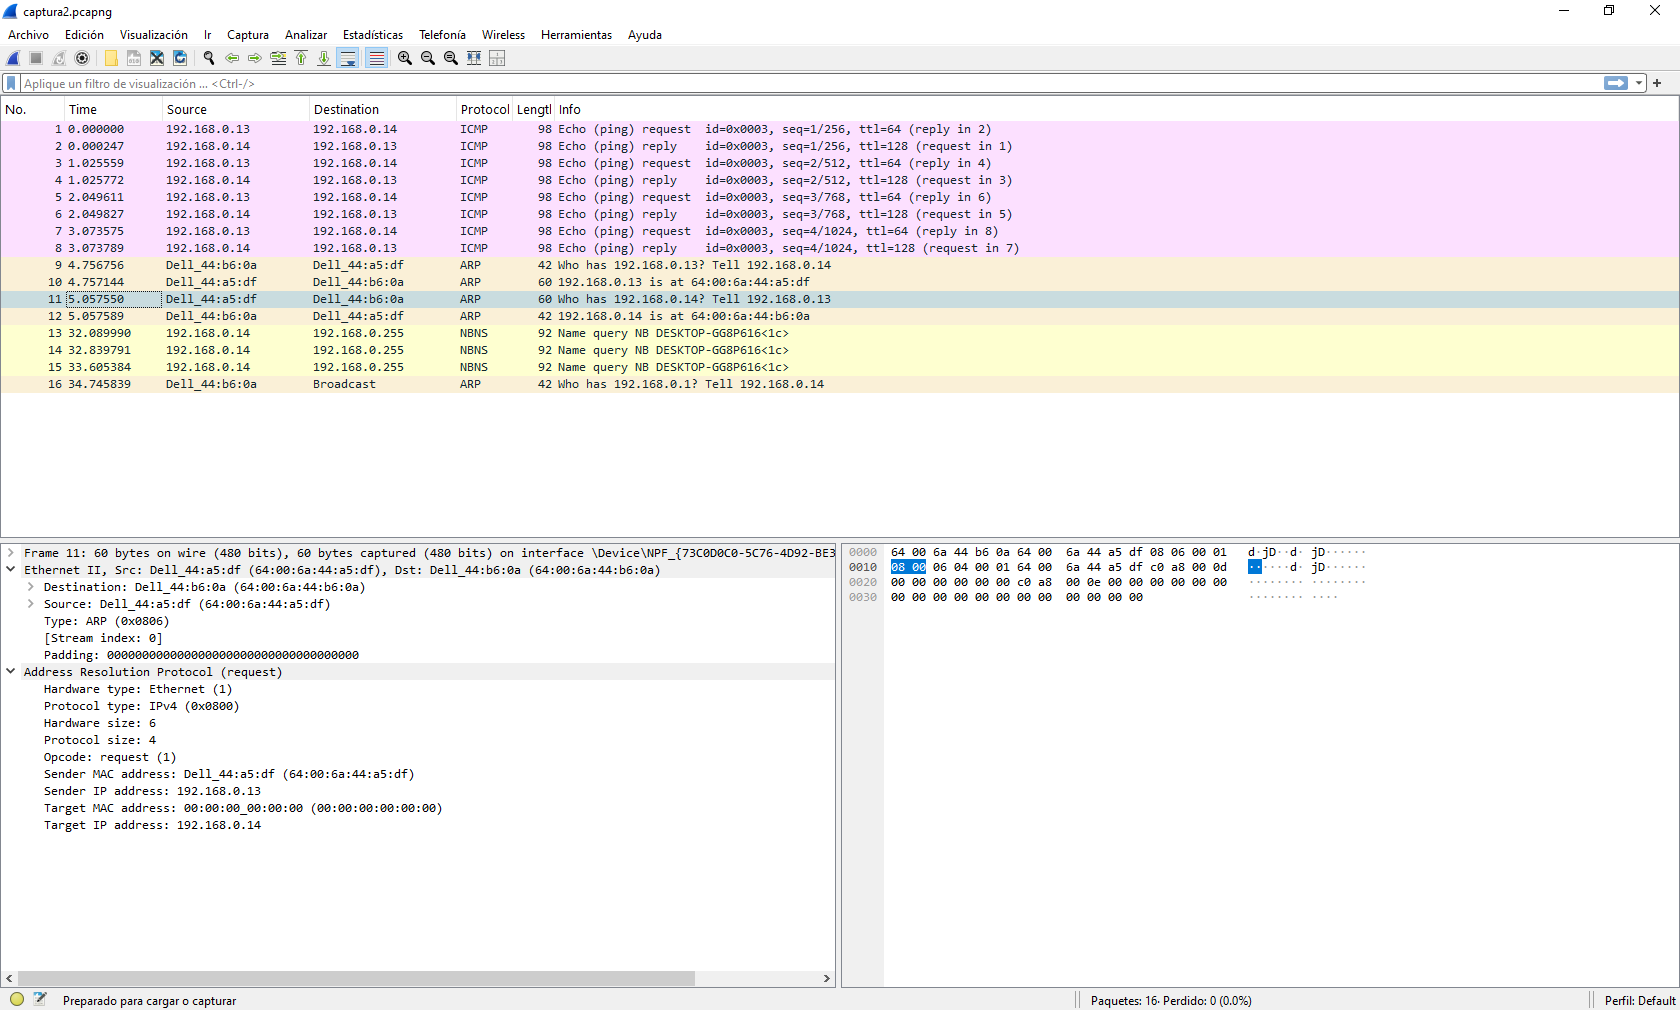 captura2.pcapng
Archivo Edición Visualización Ir Captura Analizar Estadísticas Telefonía Wireless Herramientas Ayuda
Aplique un filtro de visualización ... <Ctrl-/>
No. Time Source Destination Protocol Lengtl Info
1 0.000000 192.168.0.13 192.168.0.14 ICMP 98 Echo (ping) request id=0x0003, seq=1/256, ttl=64 (reply in 2)
2 0.000247 192.168.0.14 192.168.0.13 ICMP 98 Echo (ping) reply id=0x0003, seq=1/256, ttl=128 (request in 1)
3 1.025559 192.168.0.13 192.168.0.14 ICMP 98 Echo (ping) request id=0x0003, seq=2/512, ttl=64 (reply in 4)
4 1.025772 192.168.0.14 192.168.0.13 ICMP 98 Echo (ping) reply id=0x0003, seq=2/512, ttl=128 (request in 3)
5 2.049611 192.168.0.13 192.168.0.14 ICMP 98 Echo (ping) request id=0x0003, seq=3/768, ttl=64 (reply in 6)
6 2.049827 192.168.0.14 192.168.0.13 ICMP 98 Echo (ping) reply id=0x0003, seq=3/768, ttl=128 (request in 5)
7 3.073575 192.168.0.13 192.168.0.14 ICMP 98 Echo (ping) request id=0x0003, seq=4/1024, ttl=64 (reply in 8)
8 3.073789 192.168.0.14 192.168.0.13 ICMP 98 Echo (ping) reply id=0x0003, seq=4/1024, ttl=128 (request in 7)
9 4.756756 Dell_44:b6:0a Dell_44:a5:df ARP 42 Who has 192.168.0.13? Tell 192.168.0.14
10 4.757144 Dell_44:a5:df Dell_44:b6:0a ARP 60 192.168.0.13 is at 64:00:6a:44:a5:df
11 5.057550 Dell_44:a5:df Dell_44:b6:0a ARP 60 Who has 192.168.0.14? Tell 192.168.0.13
12 5.057589 Dell_44:b6:0a Dell_44:a5:df ARP 42 192.168.0.14 is at 64:00:6a:44:b6:0a
13 32.089990 192.168.0.14 192.168.0.255 NBNS 92 Name query NB DESKTOP-GG8P616<1c>
14 32.839791 192.168.0.14 192.168.0.255 NBNS 92 Name query NB DESKTOP-GG8P616<1c>
15 33.605384 192.168.0.14 192.168.0.255 NBNS 92 Name query NB DESKTOP-GG8P616<1c>
16 34.745839 Dell_44:b6:0a Broadcast ARP 42 Who has 192.168.0.1? Tell 192.168.0.14
Frame 11: 60 bytes on wire (480 bits), 60 bytes captured (480 bits) on interface \Device\NPF_{73C0D0C0-5C76-4D92-BE3
Ethernet II, Src: Dell_44:a5:df (64:00:6a:44:a5:df), Dst: Dell_44:b6:0a (64:00:6a:44:b6:0a)
Destination: Dell_44:b6:0a (64:00:6a:44:b6:0a)
Source: Dell_44:a5:df (64:00:6a:44:a5:df)
Type: ARP (0x0806)
[Stream index: 0]
Padding: 000000000000000000000000000000000000
Address Resolution Protocol (request)
Hardware type: Ethernet (1)
Protocol type: IPv4 (0x0800)
Hardware size: 6
Protocol size: 4
Opcode: request (1)
Sender MAC address: Dell_44:a5:df (64:00:6a:44:a5:df)
Sender IP address: 192.168.0.13
Target MAC address: 00:00:00_00:00:00 (00:00:00:00:00:00)
Target IP address: 192.168.0.14
0000 64 00 6a 44 b6 0a 64 00 6a 44 a5 df 08 06 00 01 d·jD··d· jD······
0010 08 00 06 04 00 01 64 00 6a 44 a5 df c0 a8 00 0d ······d· jD······
0020 00 00 00 00 00 00 c0 a8 00 0e 00 00 00 00 00 00 ········ ········
0030 00 00 00 00 00 00 00 00 00 00 00 00 ········ ····
Preparado para cargar o capturar
Paquetes: 16· Perdido: 0 (0.0%)
Perfil: Default